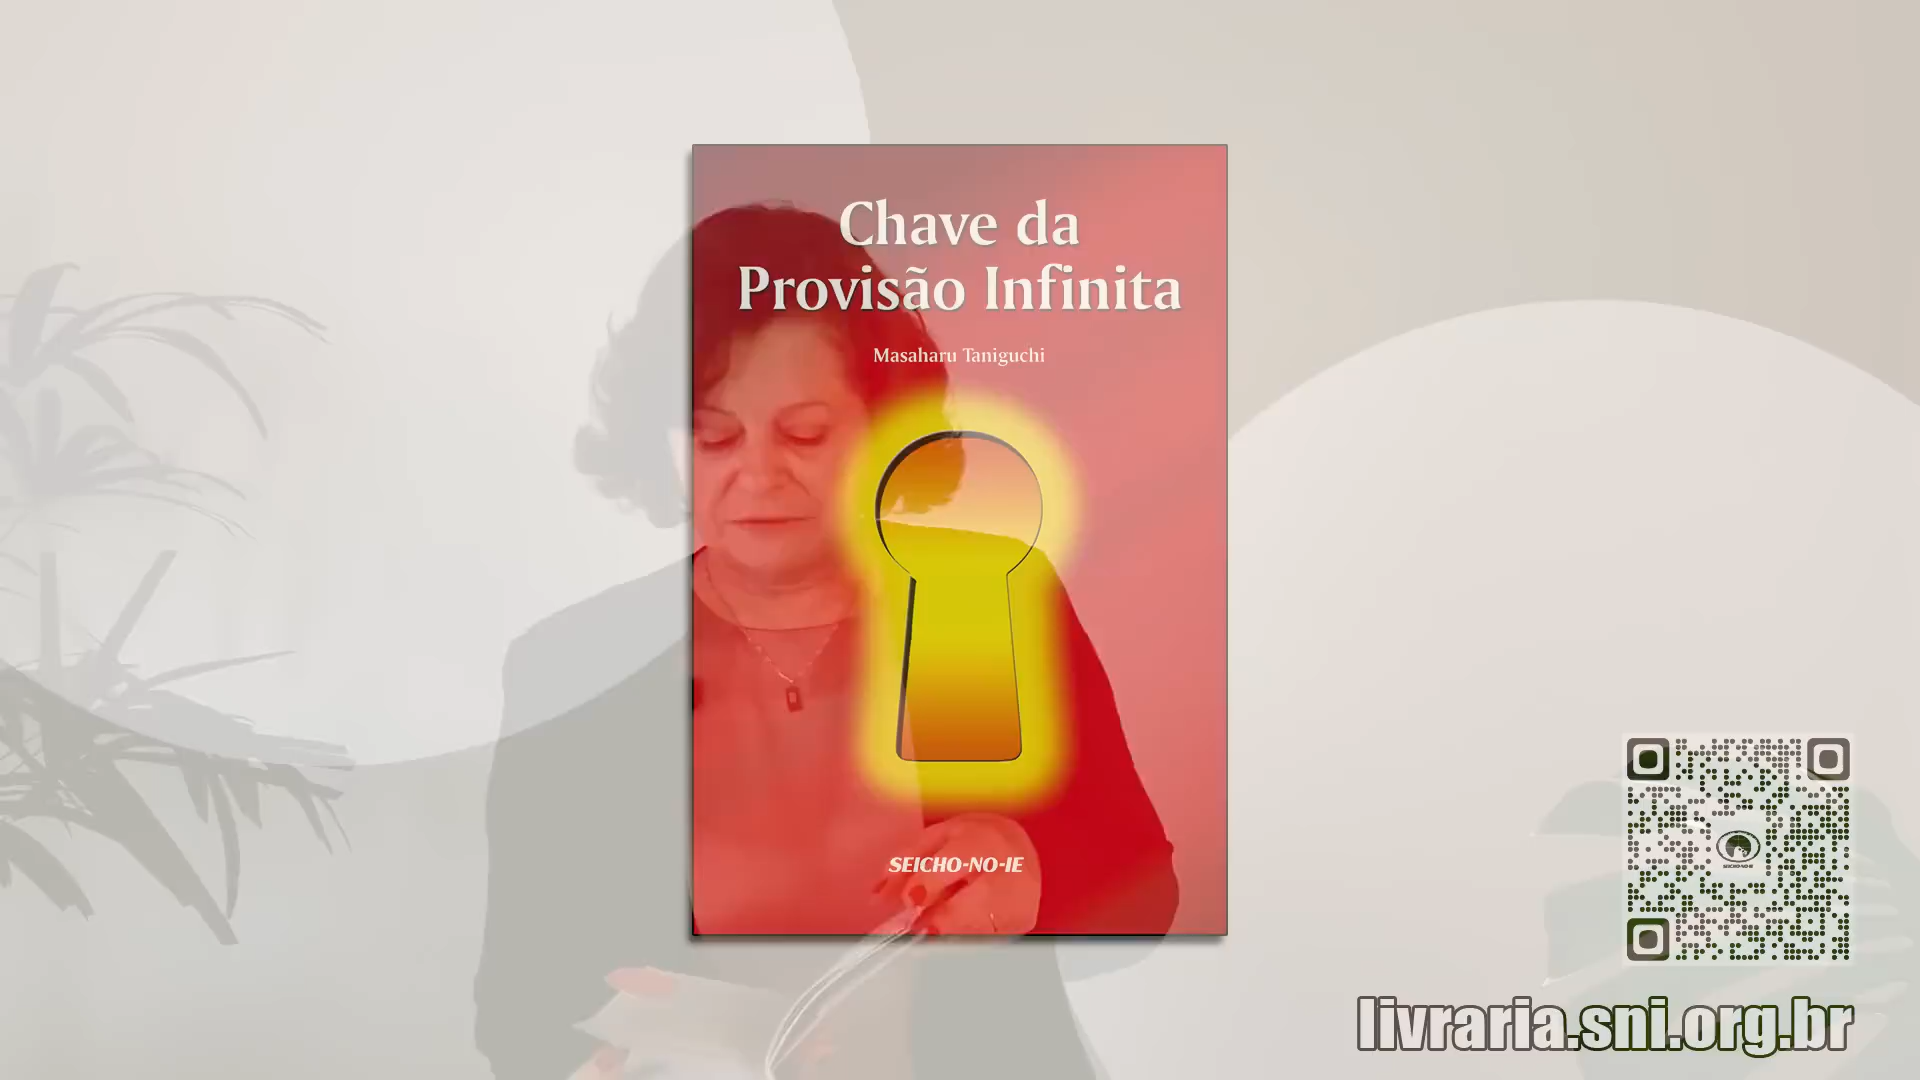 Chave da
Provisão Infinita
Masaharu Taniguchi
SEICHO-NO-IE
livraria.sni.org.br